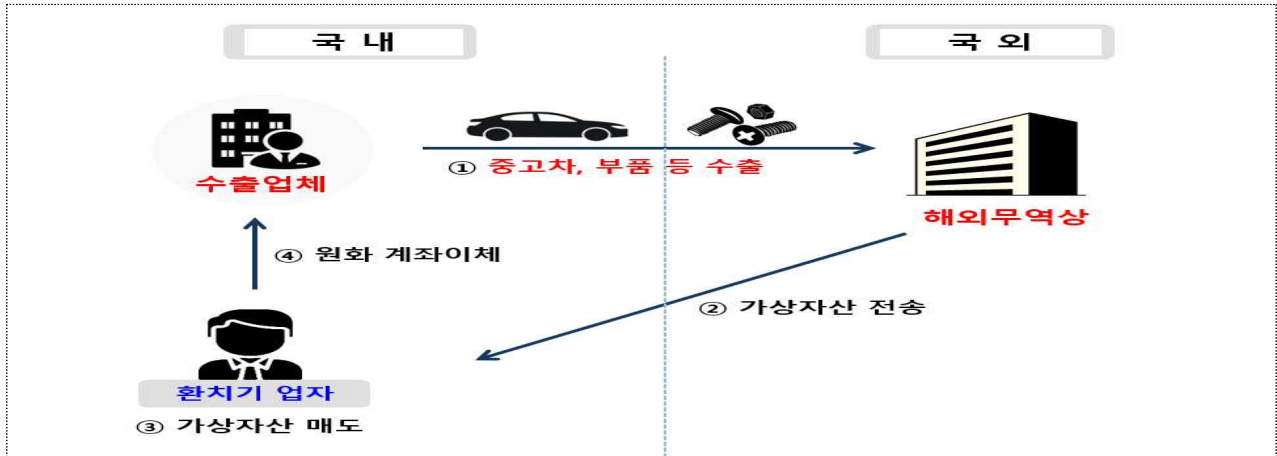 국 내
국 외
① 중고차, 부품 등 수출
수출업체
해외무역상
④ 원화 계좌이체
② 가상자산 전송
환치기 업자
③ 가상자산 매도